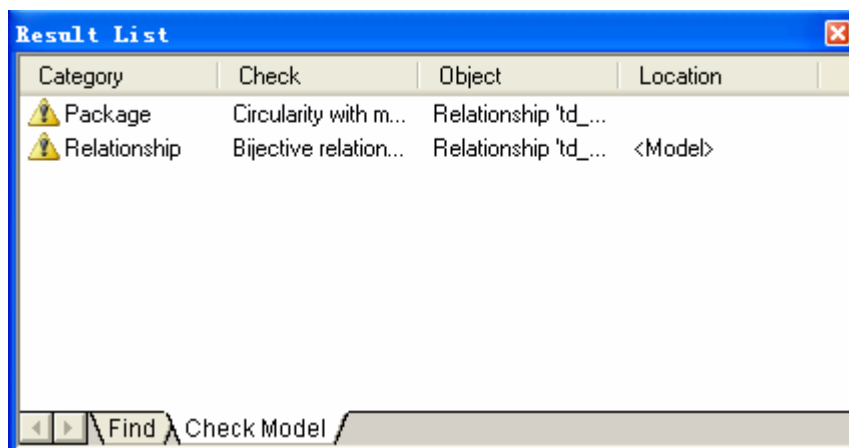 Result List
Category Check Object Location
Package Circularity with m... Relationship 'td_...
Relationship Bijective relation... Relationship 'td_... <Model>
Find Check Model